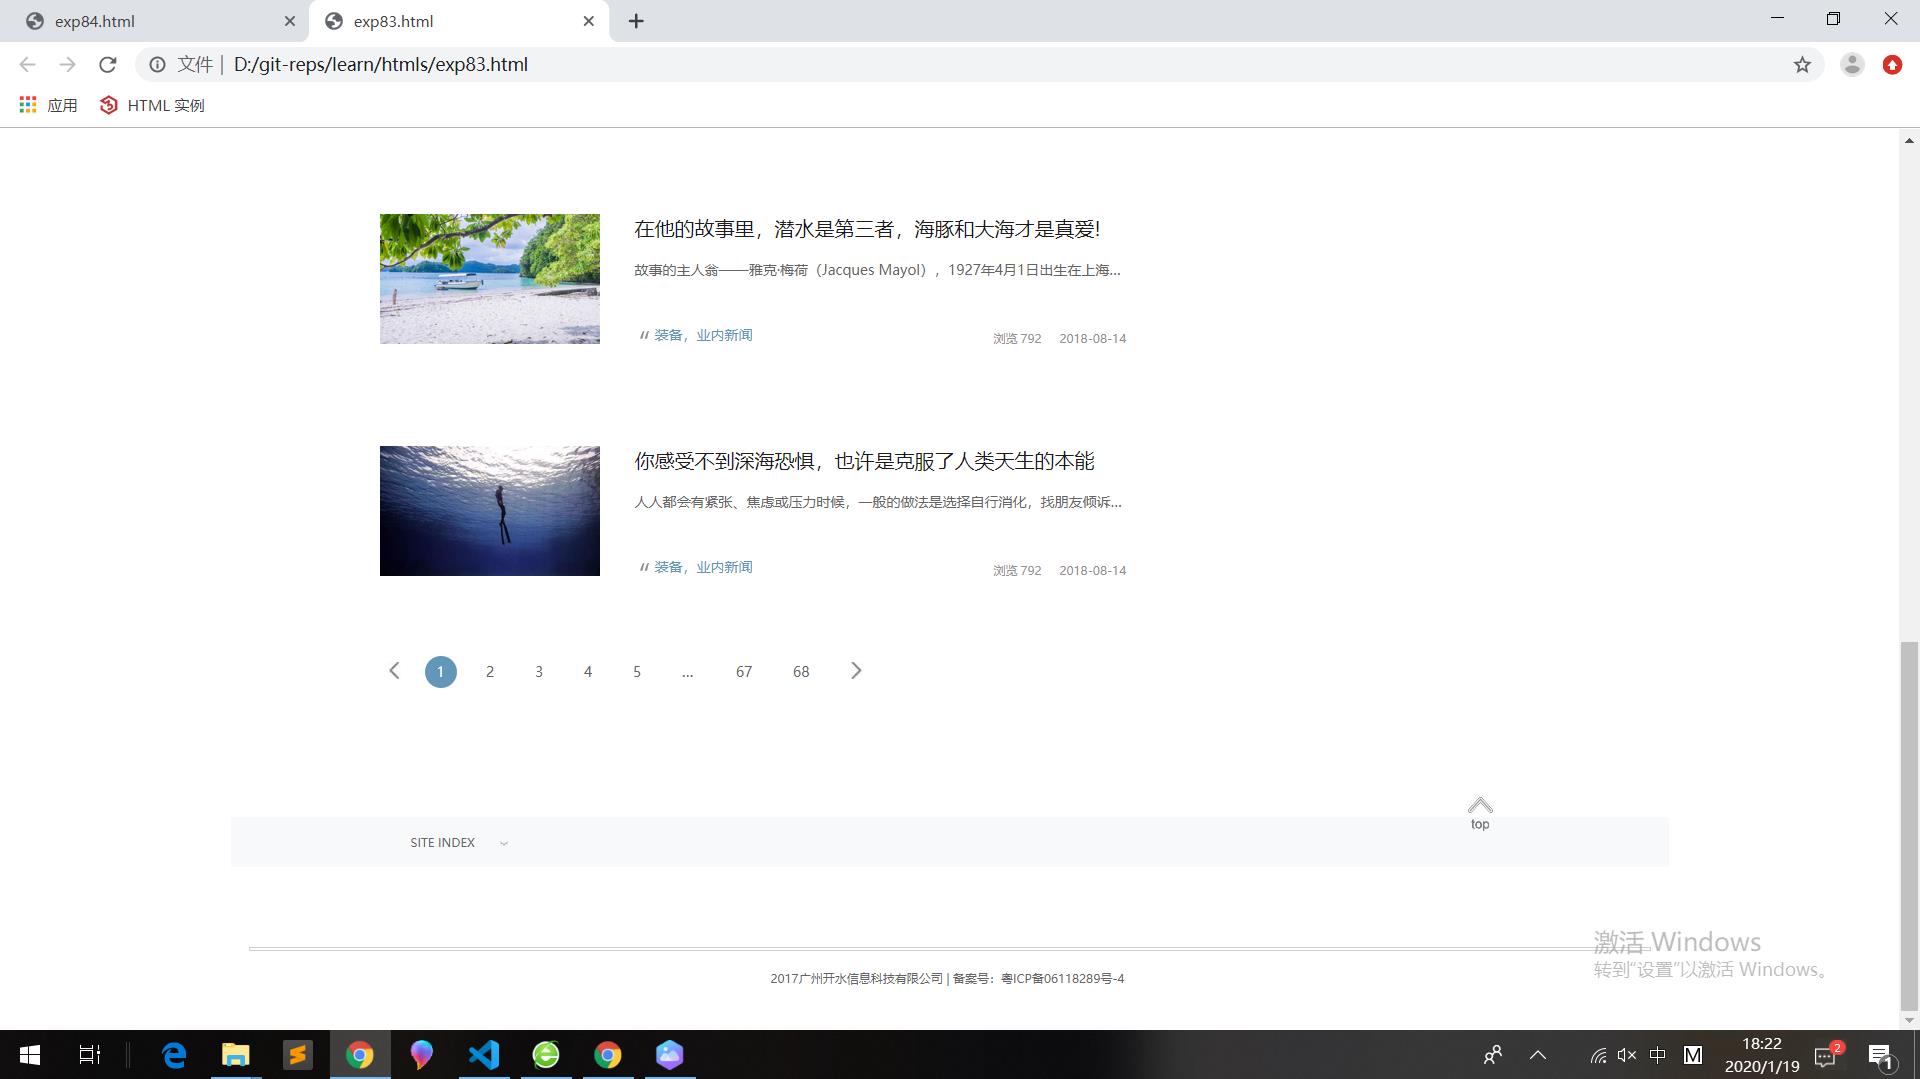 exp84.html
exp83.html
文件 | D:/git-reps/learn/htmls/exp83.html
应用 HTML 实例
在他的故事里，潜水是第三者，海豚和大海才是真爱!
故事的主人翁——雅克·梅荷（Jacques Mayol），1927年4月1日出生在上海...
〃 装备，业内新闻 浏览 792 2018-08-14
你感受不到深海恐惧，也许是克服了人类天生的本能
人人都会有紧张、焦虑或压力时候，一般的做法是选择自行消化，找朋友倾诉...
〃 装备，业内新闻 浏览 792 2018-08-14
1 2 3 4 5 ... 67 68
top
SITE INDEX
激活 Windows
转到“设置”以激活 Windows。
2017广州开水信息科技有限公司 | 备案号：粤ICP备06118289号-4
中 M 18:22 2
2020/1/19 1